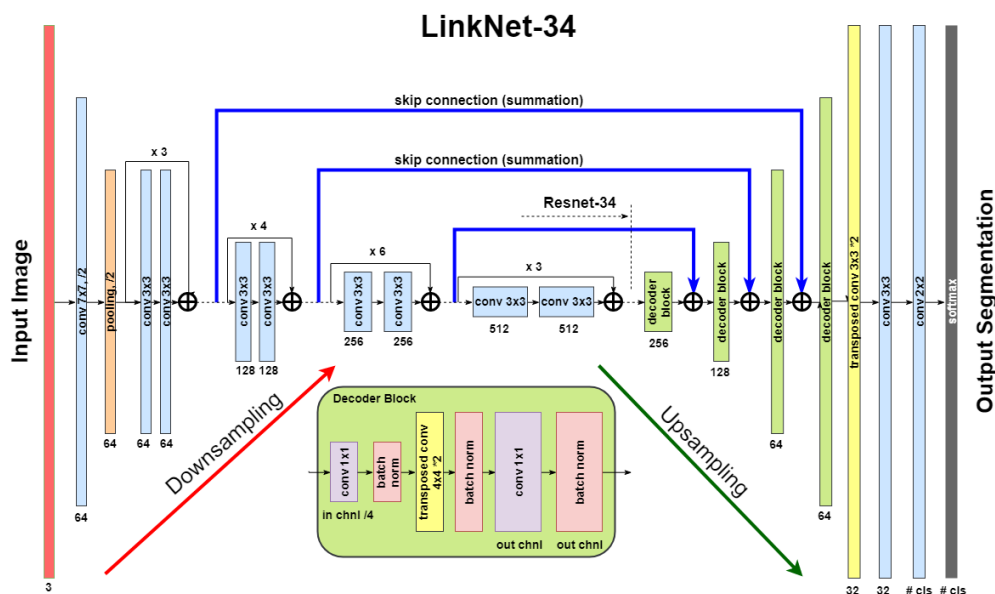 LinkNet-34
Input Image
3
conv 7x7, /2
64
pooling, /2
64
x 3
conv 3x3
conv 3x3
64
64
x 4
conv 3x3
conv 3x3
128
128
x 6
conv 3x3
conv 3x3
256
256
x 3
conv 3x3
conv 3x3
512
512
skip connection (summation)
skip connection (summation)
Resnet-34
decoder
block
256
decoder block
128
decoder block
64
decoder block
64
transposed conv 3x3 *2
32
conv 3x3
32
conv 2x2
# cls
softmax
# cls
Output Segmentation
Downsampling
Upsampling
Decoder Block
conv 1x1
in chnl /4
batch
norm
transposed conv
4x4 *2
batch norm
conv 1x1
out chnl
batch norm
out chnl